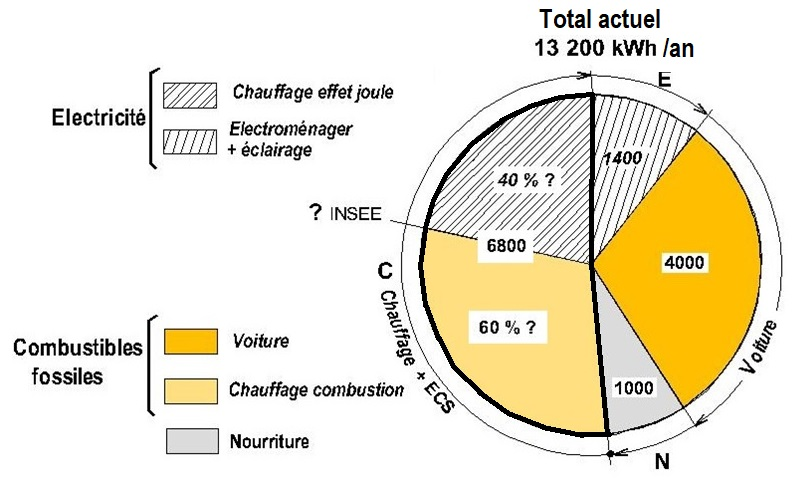 Total actuel
13 200 kWh /an
E
Electricité
Chauffage effet joule
Electroménager
+ éclairage
1400
40 % ?
? INSEE
6800
4000
C
Chauffage + ECS
60 % ?
Voiture
Combustibles
fossiles
Voiture
Chauffage combustion
Nourriture
1000
N